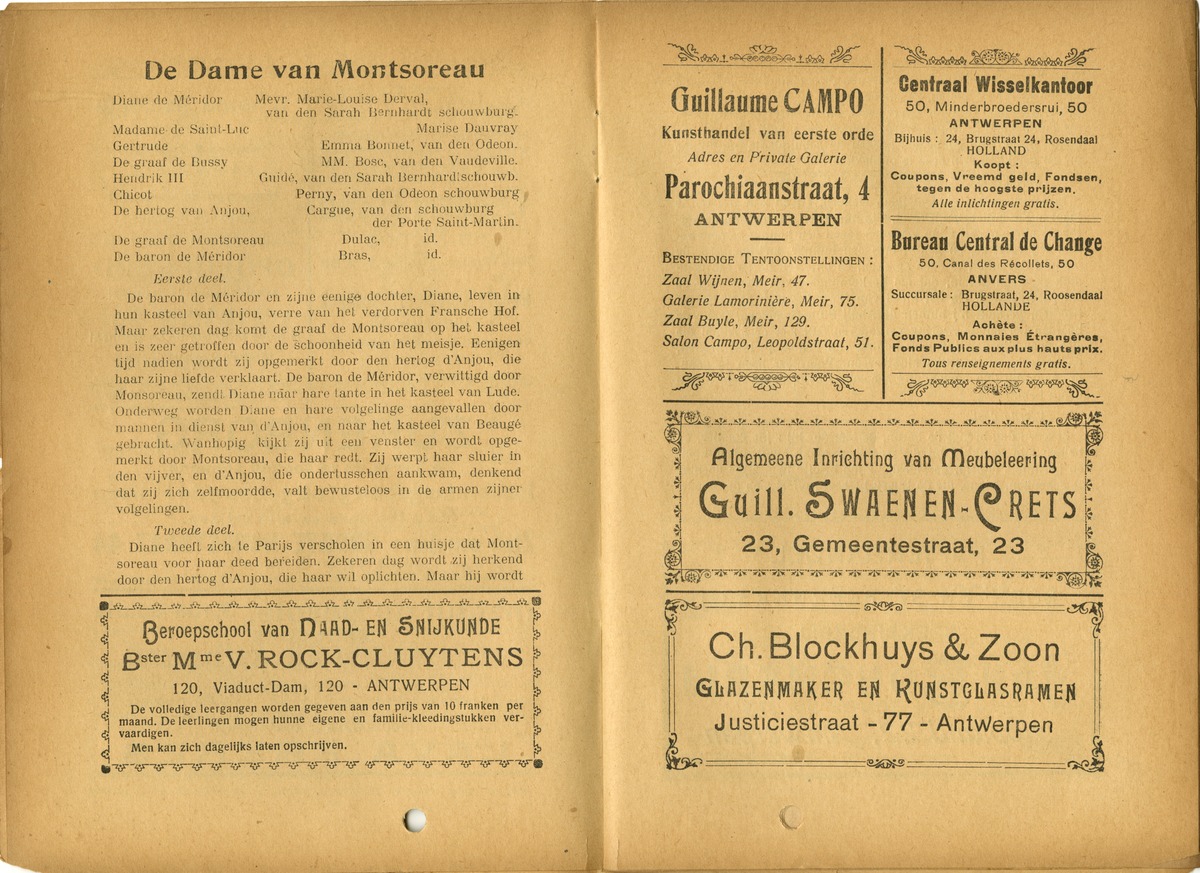 De Dame van Montsoreau
Diane de Méridor Mevr. Marie-Louise Derval,
van den Sarah Bernhardt schouwburg.
Madame de Saint-Luc Marise Dauvray
Gertrude Emma Bonnet, van den Odeon.
De graaf de Bussy MM. Bosc, van den Vaudeville.
Hendrik III Guidé, van den Sarah Bernhardtschouwb.
Chicot Perny, van den Odeon schouwburg
De hertog van Anjou, Cargue, van den schouwburg
der Porte Saint-Martin.
De graaf de Montsoreau Dulac, id.
De baron de Méridor Bras, id.
Eerste deel.
De baron de Méridor en zijne eenige dochter, Diane, leven in
hun kasteel van Anjou, verre van het verdorven Fransche Hof.
Maar zekeren dag komt de graaf de Montsoreau op het kasteel
en is zeer getroffen door de schoonheid van het meisje. Eenigen
tijd nadien wordt zij opgemerkt door den hertog d'Anjou, die
haar zijne liefde verklaart. De baron de Méridor, verwittigd door
Monsoreau, zendt Diane náar hare tante in het kasteel van Lude.
Onderweg worden Diane en hare volgelinge aangevallen door
mannen in dienst van d'Anjou, en naar het kasteel van Beaugé
gebracht. Wanhopig kijkt zij uit een venster en wordt opge-
merkt door Montsoreau, die haar redt. Zij werpt haar sluier in
den vijver, en d'Anjou, die ondertusschen aankwam, denkend
dat zij zich zelfmoordde, valt bewusteloos in de armen zijner
volgelingen.
Tweede deel.
Diane heeft zich te Parijs verscholen in een huisje dat Mont-
soreau voor haar deed bereiden. Zekeren dag wordt zij herkend
door den hertog d'Anjou, die haar wil oplichten. Maar hij wordt
Beroepschool van NAAD- EN SNIJKUNDE
Bster Mme V. ROCK-CLUYTENS
120, Viaduct-Dam, 120 - ANTWERPEN
De volledige leergangen worden gegeven aan den prijs van 10 franken per
maand. De leerlingen mogen hunne eigene en familie-kleedingstukken ver-
vaardigen.
Men kan zich dagelijks laten opschrijven.
Guillaume CAMPO
Kunsthandel van eerste orde
Adres en Private Galerie
Parochiaanstraat, 4
ANTWERPEN
BESTENDIGE TENTOONSTELLINGEN :
Zaal Wijnen, Meir, 47.
Galerie Lamorinière, Meir, 75.
Zaal Buyle, Meir, 129.
Salon Campo, Leopoldstraat, 51.
Centraal Wisselkantoor
50, Minderbroedersrui, 50
ANTWERPEN
Bijhuis : 24, Brugstraat 24, Rosendaal
HOLLAND
Koopt :
Coupons, Vreemd geld, Fondsen,
tegen de hoogste prijzen.
Alle inlichtingen gratis.
Bureau Central de Change
50, Canal des Récollets, 50
ANVERS
Succursale : Brugstraat, 24, Roosendaal
HOLLANDE
Achète :
Coupons, Monnaies Étrangères,
Fonds Publics aux plus hauts prix.
Tous renseignements gratis.
Algemeene Inrichting van Meubeleering
Guill. SWAENEN-CRETS
23, Gemeentestraat, 23
Ch. Blockhuys & Zoon
GLAZENMAKER EN KUNSTGLASRAMEN
Justiciestraat - 77 - Antwerpen